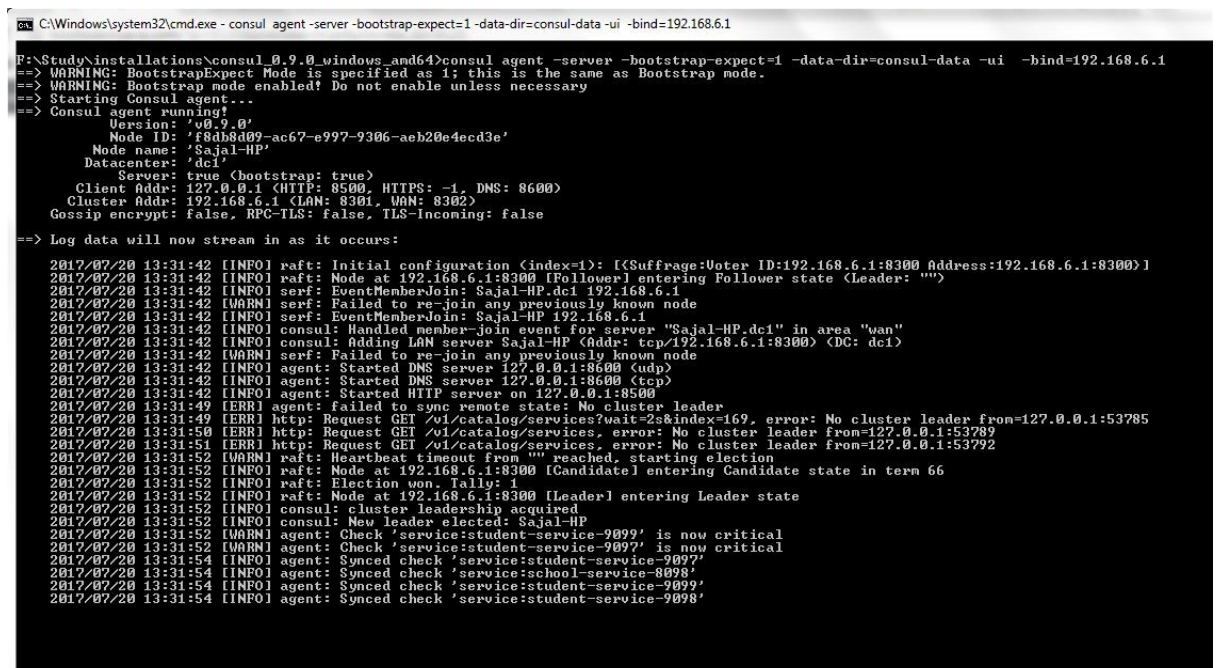 C:\Windows\system32\cmd.exe - consul agent -server -bootstrap-expect=1 -data-dir=consul-data -ui -bind=192.168.6.1
F:\Study\installations\consul_0.9.0_windows_amd64>consul agent -server -bootstrap-expect=1 -data-dir=consul-data -ui -bind=192.168.6.1
==> WARNING: BootstrapExpect Mode is specified as 1; this is the same as Bootstrap mode.
==> WARNING: Bootstrap mode enabled! Do not enable unless necessary
==> Starting Consul agent...
==> Consul agent running!
Version: 'v0.9.0'
Node ID: 'f8db8d09-ac67-e997-9306-aeb20e4ecd3e'
Node name: 'Sajal-HP'
Datacenter: 'dc1'
Server: true (bootstrap: true)
Client Addr: 127.0.0.1 (HTTP: 8500, HTTPS: -1, DNS: 8600)
Cluster Addr: 192.168.6.1 (LAN: 8301, WAN: 8302)
Gossip encrypt: false, RPC-TLS: false, TLS-Incoming: false
==> Log data will now stream in as it occurs:
2017/07/20 13:31:42 [INFO] raft: Initial configuration (index=1): [{Suffrage:Voter ID:192.168.6.1:8300 Address:192.168.6.1:8300}]
2017/07/20 13:31:42 [INFO] raft: Node at 192.168.6.1:8300 [Follower] entering Follower state (Leader: "")
2017/07/20 13:31:42 [INFO] serf: EventMemberJoin: Sajal-HP.dc1 192.168.6.1
2017/07/20 13:31:42 [WARN] serf: Failed to re-join any previously known node
2017/07/20 13:31:42 [INFO] serf: EventMemberJoin: Sajal-HP 192.168.6.1
2017/07/20 13:31:42 [INFO] consul: Handled member-join event for server "Sajal-HP.dc1" in area "wan"
2017/07/20 13:31:42 [INFO] consul: Adding LAN server Sajal-HP (Addr: tcp/192.168.6.1:8300) (DC: dc1)
2017/07/20 13:31:42 [WARN] serf: Failed to re-join any previously known node
2017/07/20 13:31:42 [INFO] agent: Started DNS server 127.0.0.1:8600 (udp)
2017/07/20 13:31:42 [INFO] agent: Started DNS server 127.0.0.1:8600 (tcp)
2017/07/20 13:31:42 [INFO] agent: Started HTTP server on 127.0.0.1:8500
2017/07/20 13:31:49 [ERR] agent: failed to sync remote state: No cluster leader
2017/07/20 13:31:49 [ERR] http: Request GET /v1/catalog/services?wait=2s&index=169, error: No cluster leader from=127.0.0.1:53785
2017/07/20 13:31:50 [ERR] http: Request GET /v1/catalog/services, error: No cluster leader from=127.0.0.1:53789
2017/07/20 13:31:51 [ERR] http: Request GET /v1/catalog/services, error: No cluster leader from=127.0.0.1:53792
2017/07/20 13:31:52 [WARN] raft: Heartbeat timeout from "" reached, starting election
2017/07/20 13:31:52 [INFO] raft: Node at 192.168.6.1:8300 [Candidate] entering Candidate state in term 66
2017/07/20 13:31:52 [INFO] raft: Election won. Tally: 1
2017/07/20 13:31:52 [INFO] raft: Node at 192.168.6.1:8300 [Leader] entering Leader state
2017/07/20 13:31:52 [INFO] consul: cluster leadership acquired
2017/07/20 13:31:52 [INFO] consul: New leader elected: Sajal-HP
2017/07/20 13:31:52 [WARN] agent: Check 'service:student-service-9099' is now critical
2017/07/20 13:31:52 [WARN] agent: Check 'service:student-service-9097' is now critical
2017/07/20 13:31:54 [INFO] agent: Synced check 'service:student-service-9097'
2017/07/20 13:31:54 [INFO] agent: Synced check 'service:school-service-8098'
2017/07/20 13:31:54 [INFO] agent: Synced check 'service:student-service-9099'
2017/07/20 13:31:54 [INFO] agent: Synced check 'service:student-service-9098'